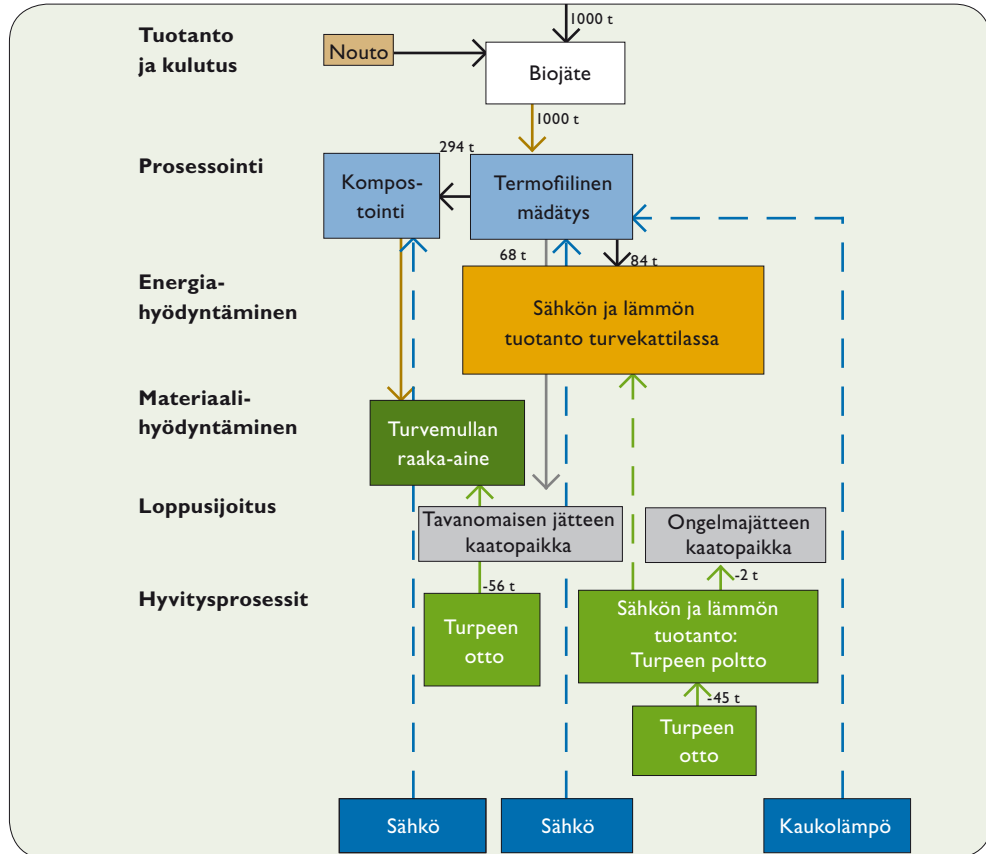 1000 t
Tuotanto
ja kulutus
Nouto
Biojäte
1000 t
294 t
Prosessointi
Kompos-
tointi
Termofiilinen
mädätys
68 t
84 t
Energia-
hyödyntäminen
Sähkön ja lämmön
tuotanto turvekattilassa
Materiaali-
hyödyntäminen
Turvemullan
raaka-aine
Loppusijoitus
Tavanomaisen jätteen
kaatopaikka
Ongelmajätteen
kaatopaikka
-2 t
Hyvitysprosessit
-56 t
Turpeen
otto
Sähkön ja lämmön
tuotanto:
Turpeen poltto
-45 t
Turpeen
otto
Sähkö
Sähkö
Kaukolämpö